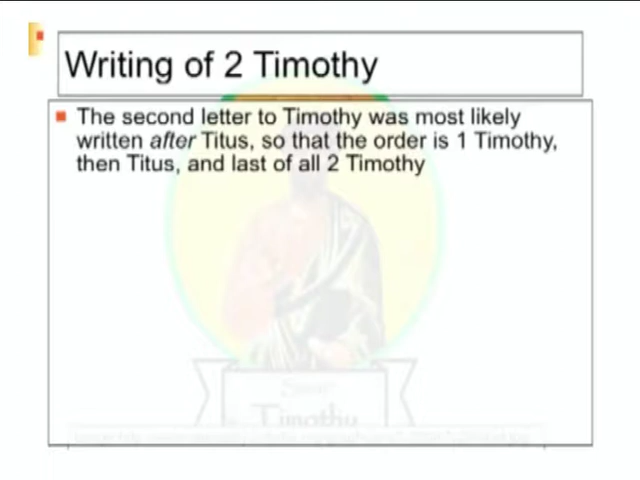 Writing of 2 Timothy
The second letter to Timothy was most likely
written after Titus, so that the order is 1 Timothy,
then Titus, and last of all 2 Timothy
Timothy